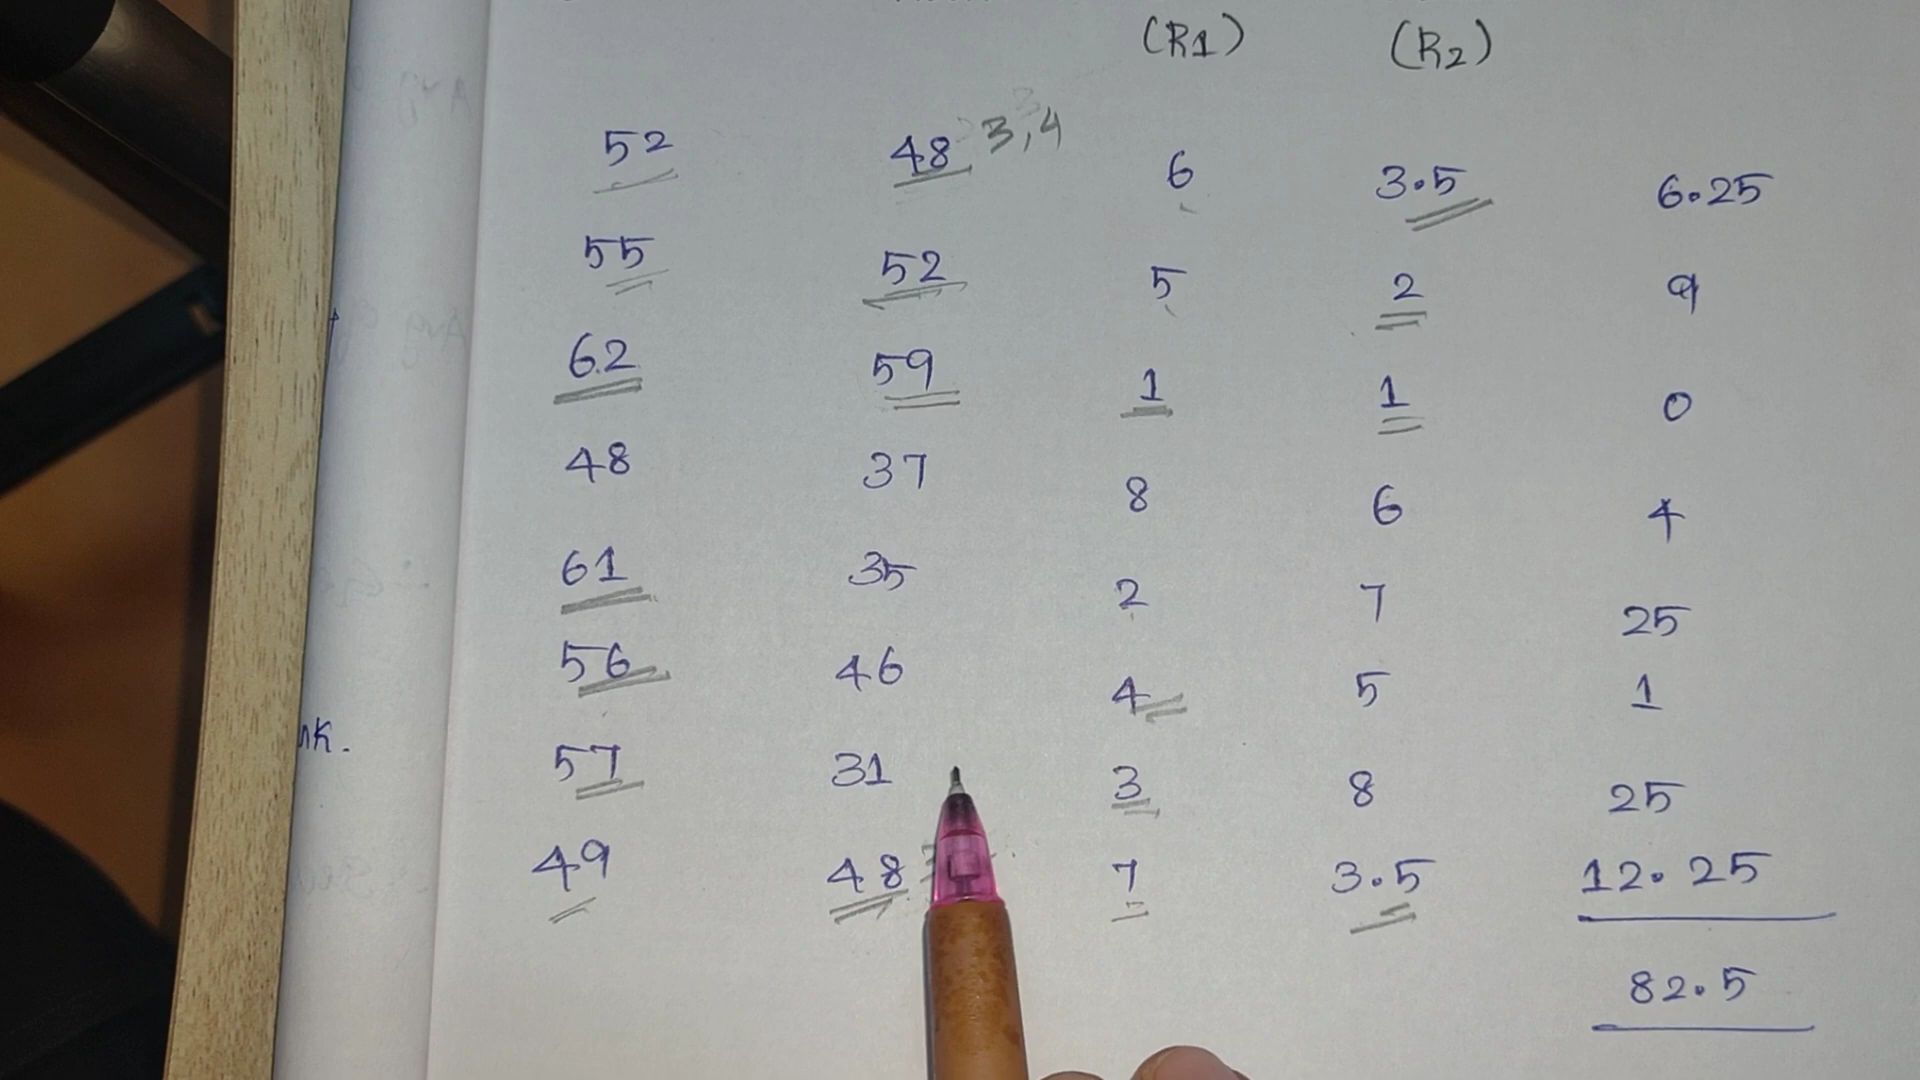 (R1) (R2)
52 48 3,4 6 3.5 6.25
55 52 5 2 9
62 59 1 1 0
48 37 8 6 4
61 35 2 7 25
56 46 4 5 1
nk.
57 31 3 8 25
49 48 7 3.5 12.25
82.5